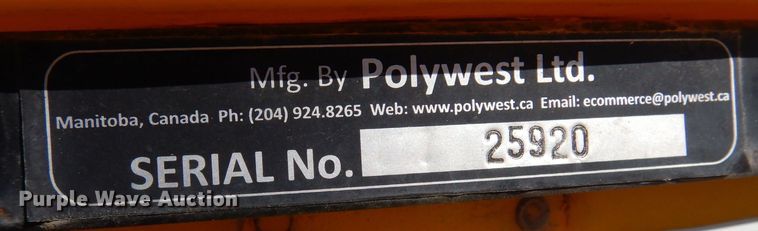 Mfg. By Polywest Ltd.
Manitoba, Canada Ph: (204) 924.8265 Web: www.polywest.ca Email: ecommerce@polywest.ca
SERIAL No. 25920
Purple Wave Auction